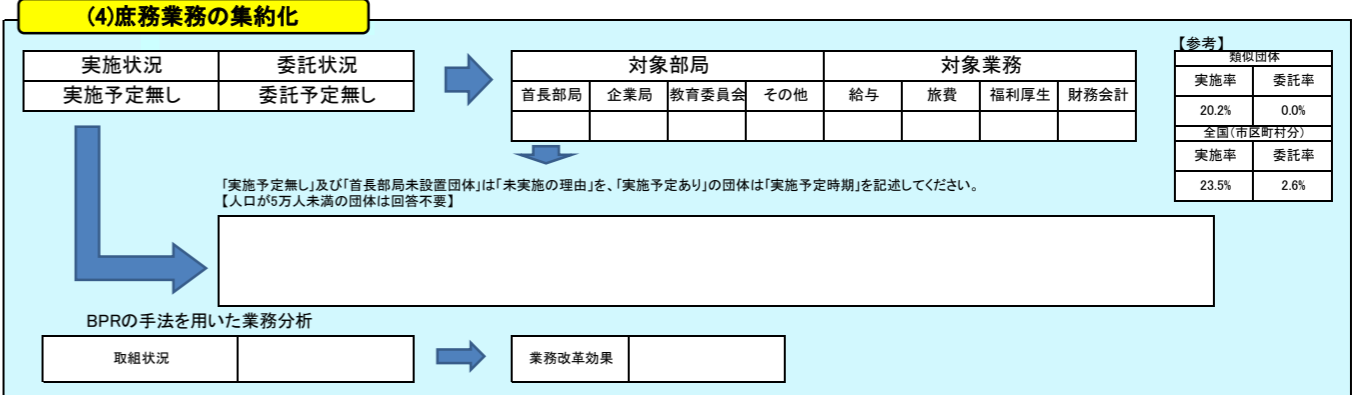 (4)庶務業務の集約化
実施状況 委託状況
実施予定無し 委託予定無し
対象部局 対象業務
首長部局 企業局 教育委員会 その他 給与 旅費 福利厚生 財務会計
【参考】
類似団体
実施率 委託率
20.2% 0.0%
全国(市区町村分)
実施率 委託率
23.5% 2.6%
「実施予定無し」及び「首長部局未設置団体」は「未実施の理由」を、「実施予定あり」の団体は「実施予定時期」を記述してください。
【人口が5万人未満の団体は回答不要】
BPRの手法を用いた業務分析
取組状況 業務改革効果